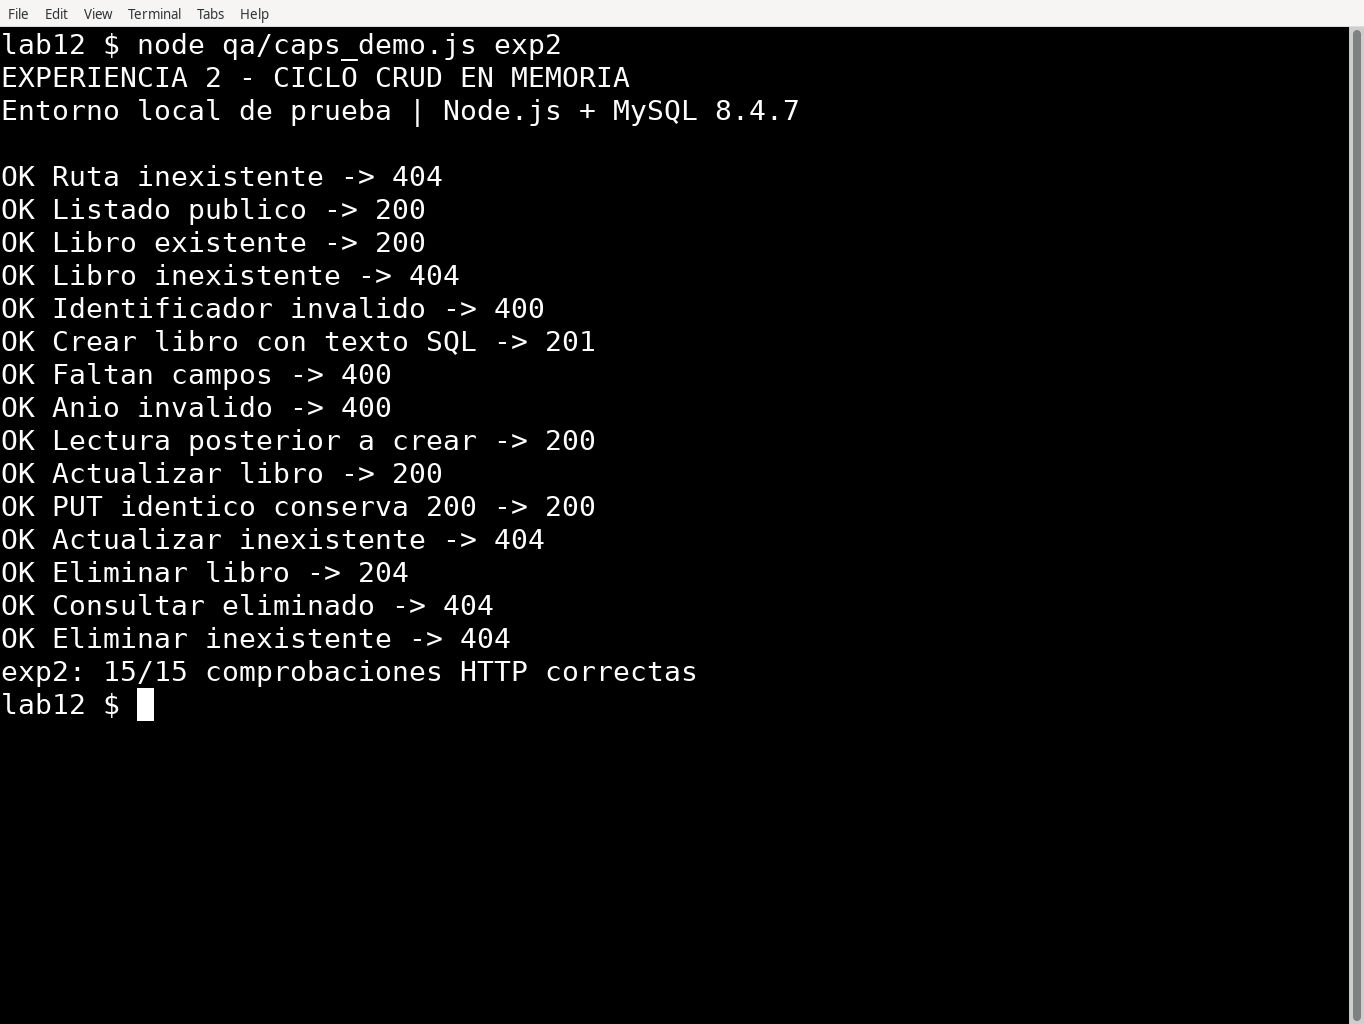 File Edit View Terminal Tabs Help
lab12 $ node qa/caps_demo.js exp2
EXPERIENCIA 2 - CICLO CRUD EN MEMORIA
Entorno local de prueba | Node.js + MySQL 8.4.7
OK Ruta inexistente -> 404
OK Listado publico -> 200
OK Libro existente -> 200
OK Libro inexistente -> 404
OK Identificador invalido -> 400
OK Crear libro con texto SQL -> 201
OK Faltan campos -> 400
OK Anio invalido -> 400
OK Lectura posterior a crear -> 200
OK Actualizar libro -> 200
OK PUT identico conserva 200 -> 200
OK Actualizar inexistente -> 404
OK Eliminar libro -> 204
OK Consultar eliminado -> 404
OK Eliminar inexistente -> 404
exp2: 15/15 comprobaciones HTTP correctas
lab12 $